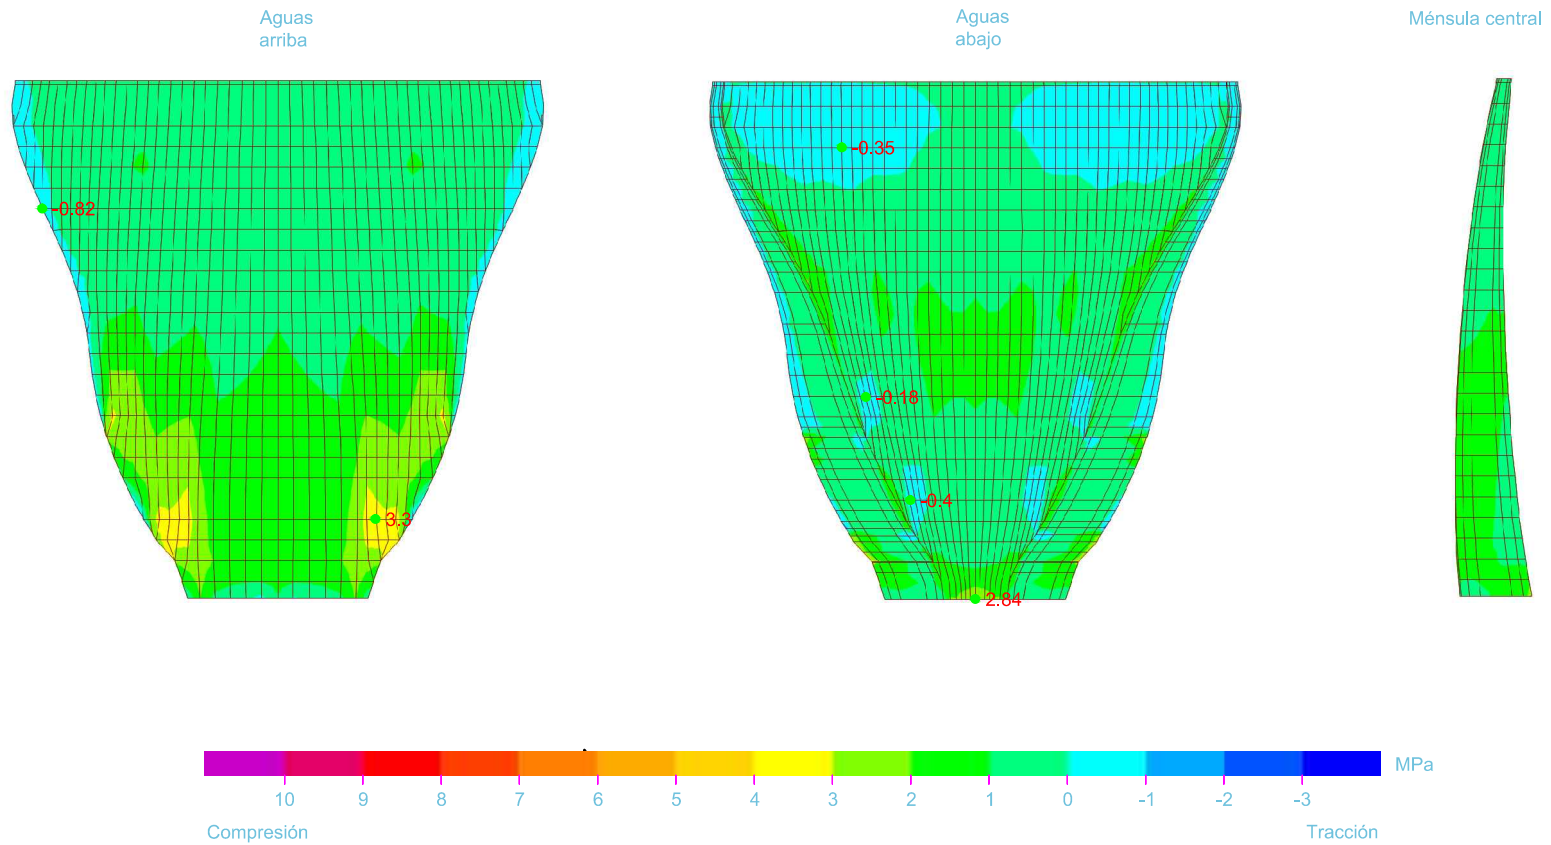 Aguas
arriba
Aguas
abajo
Ménsula central
-0.35
-0.82
-0.18
-0.4
3.3
2.84
MPa
10 9 8 7 6 5 4 3 2 1 0 -1 -2 -3
Compresión
Tracción